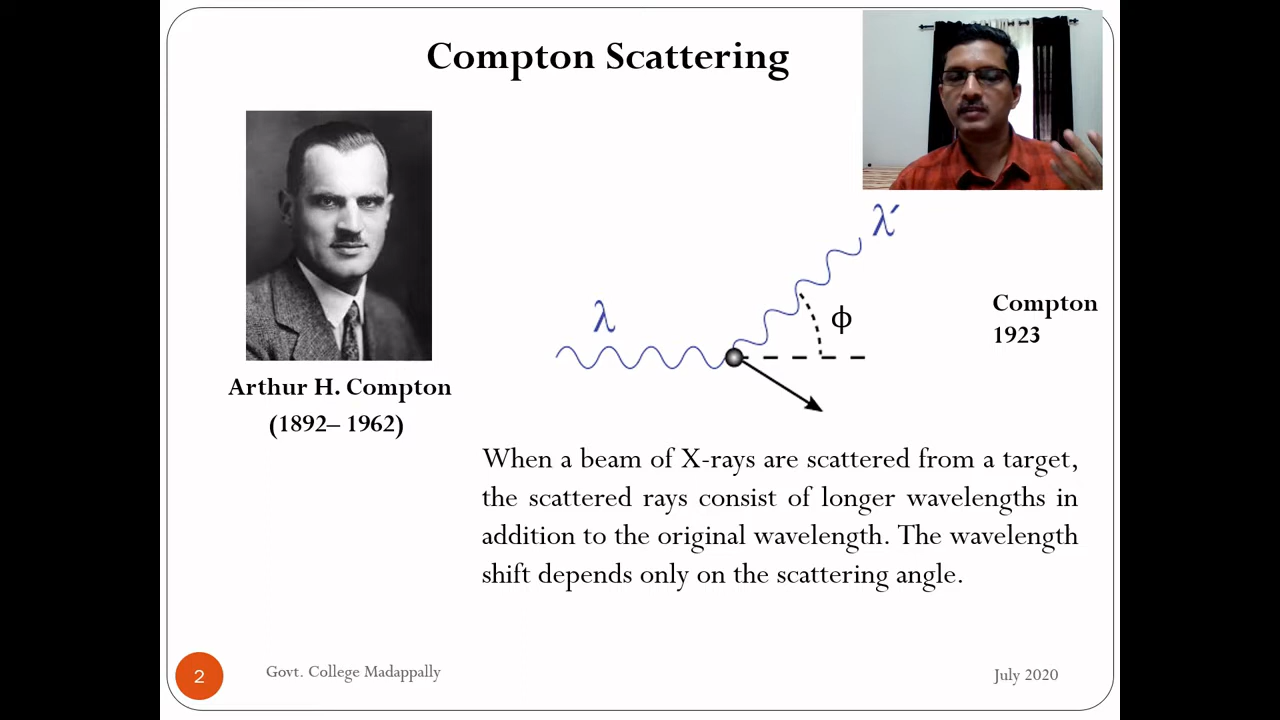 Compton Scattering
λ´
λ
ϕ
Compton
1923
Arthur H. Compton
(1892– 1962)
When a beam of X-rays are scattered from a target,
the scattered rays consist of longer wavelengths in
addition to the original wavelength. The wavelength
shift depends only on the scattering angle.
2
Govt. College Madappally
July 2020